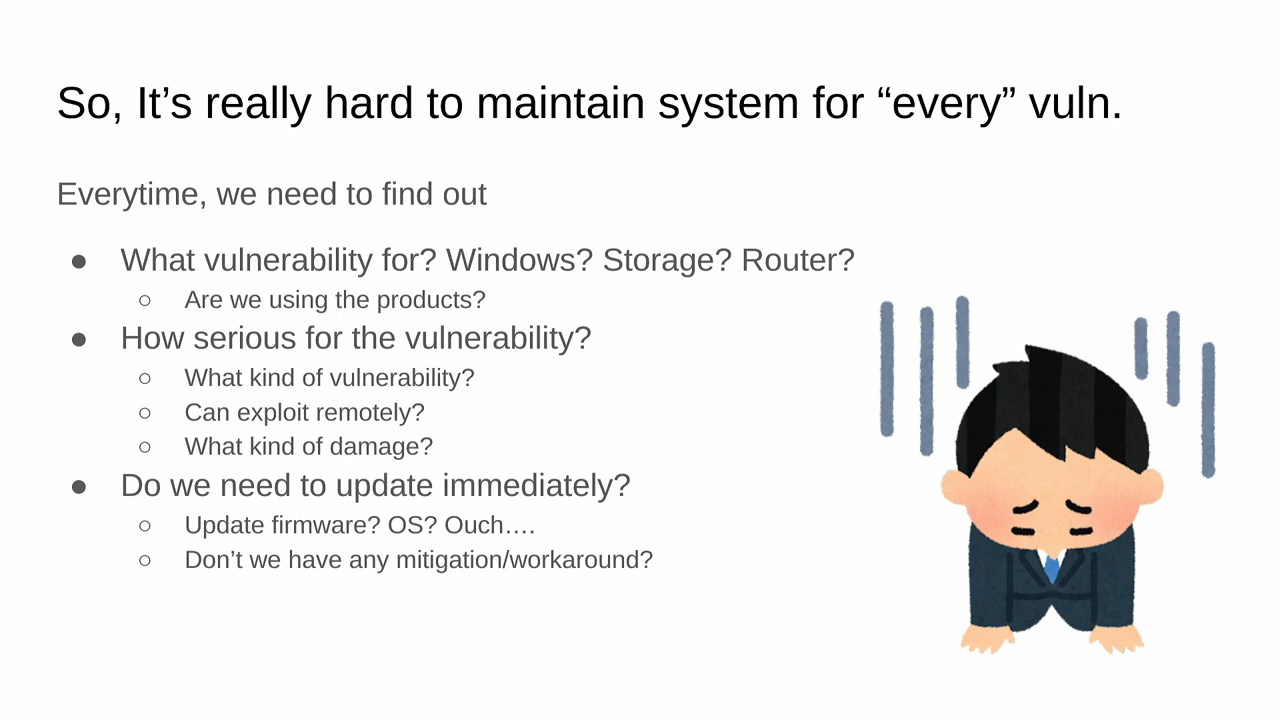 So, It’s really hard to maintain system for “every” vuln.
Everytime, we need to find out
● What vulnerability for? Windows? Storage? Router?
○ Are we using the products?
● How serious for the vulnerability?
○ What kind of vulnerability?
○ Can exploit remotely?
○ What kind of damage?
● Do we need to update immediately?
○ Update firmware? OS? Ouch….
○ Don’t we have any mitigation/workaround?